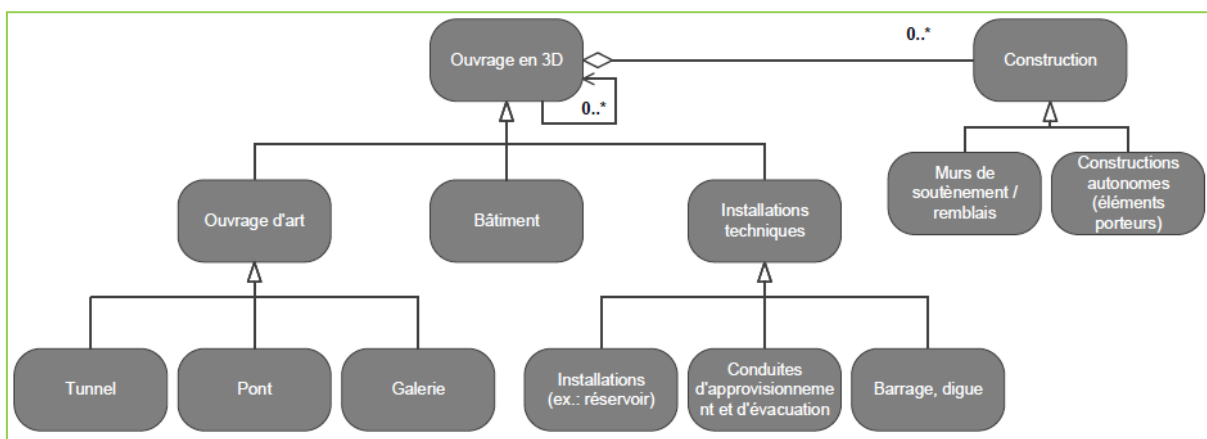 Ouvrage en 3D
0..*
Construction
0..*
Ouvrage d'art
Bâtiment
Installations
techniques
Murs de
soutènement /
remblais
Constructions
autonomes
(éléments
porteurs)
Tunnel
Pont
Galerie
Installations
(ex.: réservoir)
Conduites
d'approvisionneme
nt et d'évacuation
Barrage, digue